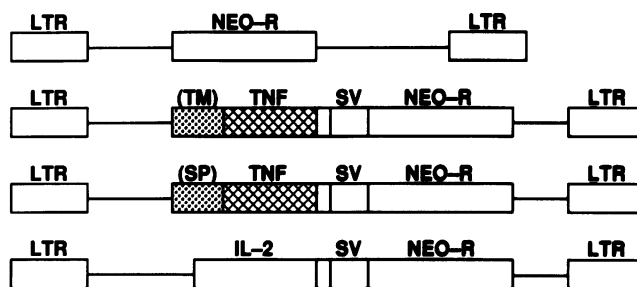 LTR NEO–R LTR
LTR (TM) TNF SV NEO–R LTR
LTR (SP) TNF SV NEO–R LTR
LTR IL–2 SV NEO–R LTR